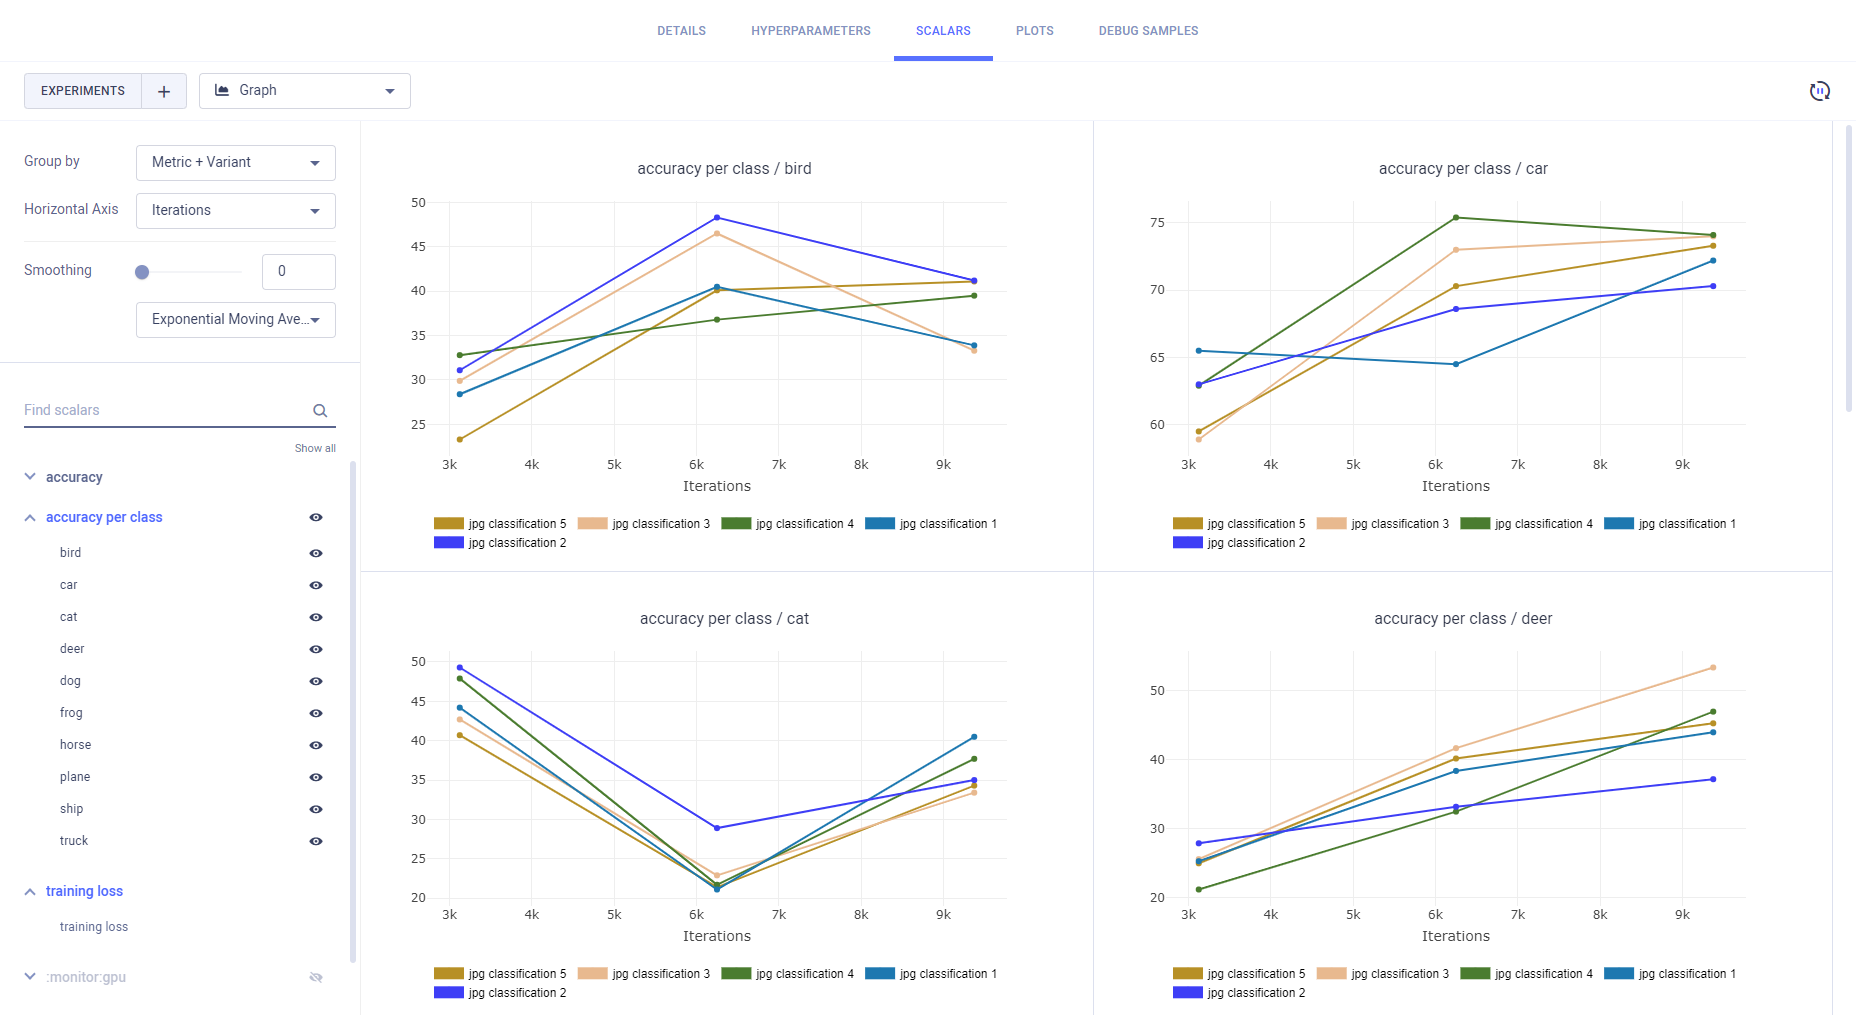 DETAILS HYPERPARAMETERS SCALARS PLOTS DEBUG SAMPLES
EXPERIMENTS + Graph
Group by Metric + Variant
Horizontal Axis Iterations
Smoothing 0
Exponential Moving Ave...
Find scalars
Show all
accuracy
accuracy per class
bird
car
cat
deer
dog
frog
horse
plane
ship
truck
training loss
training loss
:monitor:gpu
accuracy per class / bird
50
45
40
35
30
25
3k 4k 5k 6k 7k 8k 9k
Iterations
jpg classification 5 jpg classification 3 jpg classification 4 jpg classification 1
jpg classification 2
accuracy per class / car
75
70
65
60
3k 4k 5k 6k 7k 8k 9k
Iterations
jpg classification 5 jpg classification 3 jpg classification 4 jpg classification 1
jpg classification 2
accuracy per class / cat
50
45
40
35
30
25
20
3k 4k 5k 6k 7k 8k 9k
Iterations
jpg classification 5 jpg classification 3 jpg classification 4 jpg classification 1
jpg classification 2
accuracy per class / deer
50
40
30
20
3k 4k 5k 6k 7k 8k 9k
Iterations
jpg classification 5 jpg classification 3 jpg classification 4 jpg classification 1
jpg classification 2